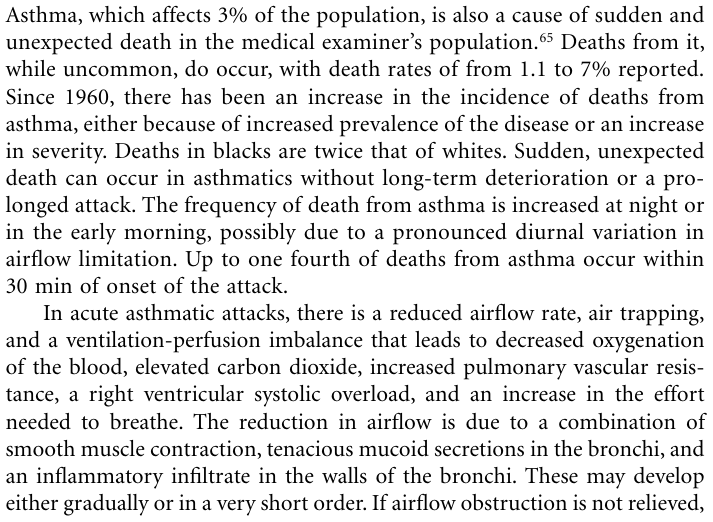 Asthma, which affects 3% of the population, is also a cause of sudden and
unexpected death in the medical examiner’s population.65 Deaths from it,
while uncommon, do occur, with death rates of from 1.1 to 7% reported.
Since 1960, there has been an increase in the incidence of deaths from
asthma, either because of increased prevalence of the disease or an increase
in severity. Deaths in blacks are twice that of whites. Sudden, unexpected
death can occur in asthmatics without long-term deterioration or a pro-
longed attack. The frequency of death from asthma is increased at night or
in the early morning, possibly due to a pronounced diurnal variation in
airflow limitation. Up to one fourth of deaths from asthma occur within
30 min of onset of the attack.
In acute asthmatic attacks, there is a reduced airflow rate, air trapping,
and a ventilation-perfusion imbalance that leads to decreased oxygenation
of the blood, elevated carbon dioxide, increased pulmonary vascular resis-
tance, a right ventricular systolic overload, and an increase in the effort
needed to breathe. The reduction in airflow is due to a combination of
smooth muscle contraction, tenacious mucoid secretions in the bronchi, and
an inflammatory infiltrate in the walls of the bronchi. These may develop
either gradually or in a very short order. If airflow obstruction is not relieved,